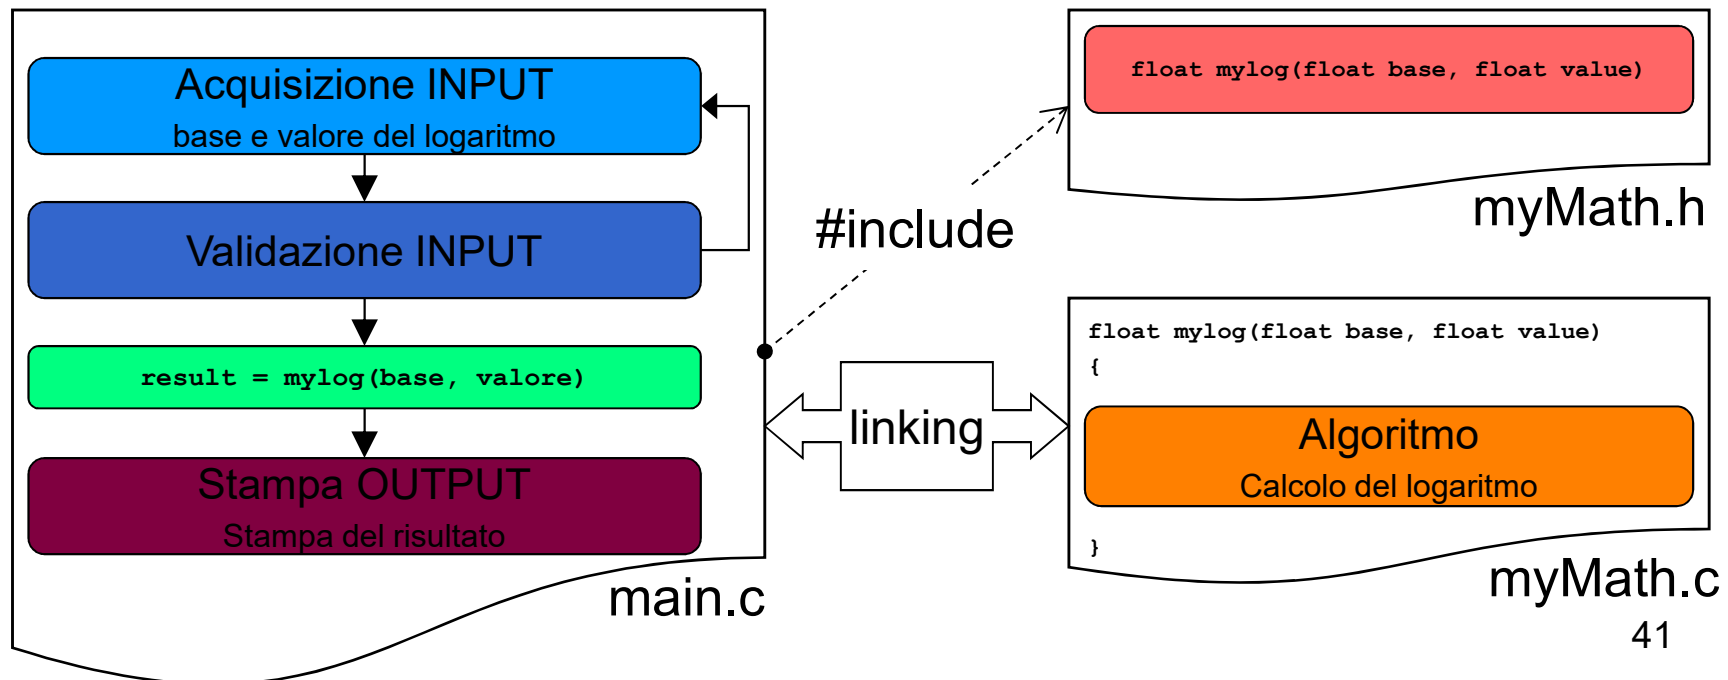 Acquisizione INPUT
base e valore del logaritmo
Validazione INPUT
result = mylog(base, valore)
Stampa OUTPUT
Stampa del risultato
main.c
#include
linking
float mylog(float base, float value)
myMath.h
float mylog(float base, float value)
{
Algoritmo
Calcolo del logaritmo
}
myMath.c
41